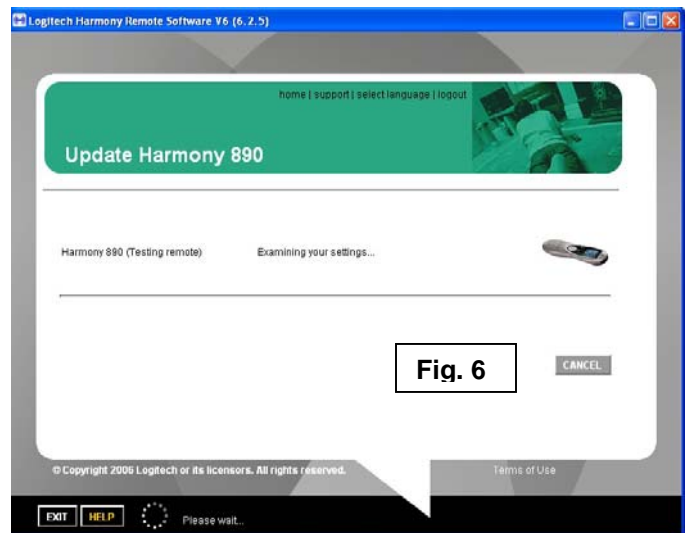 Logitech Harmony Remote Software V6 (6.2.5)
home | support | select language | logout
Update Harmony 890
Harmony 890 (Testing remote) Examining your settings...
Fig. 6
CANCEL
© Copyright 2006 Logitech or its licensors. All rights reserved. Terms of Use
EXIT HELP Please wait...